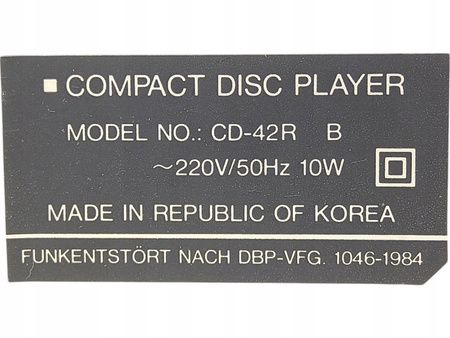 COMPACT DISC PLAYER
MODEL NO.: CD-42R B
~220V/50Hz 10W
MADE IN REPUBLIC OF KOREA
FUNKENTSTÖRT NACH DBP-VFG. 1046-1984